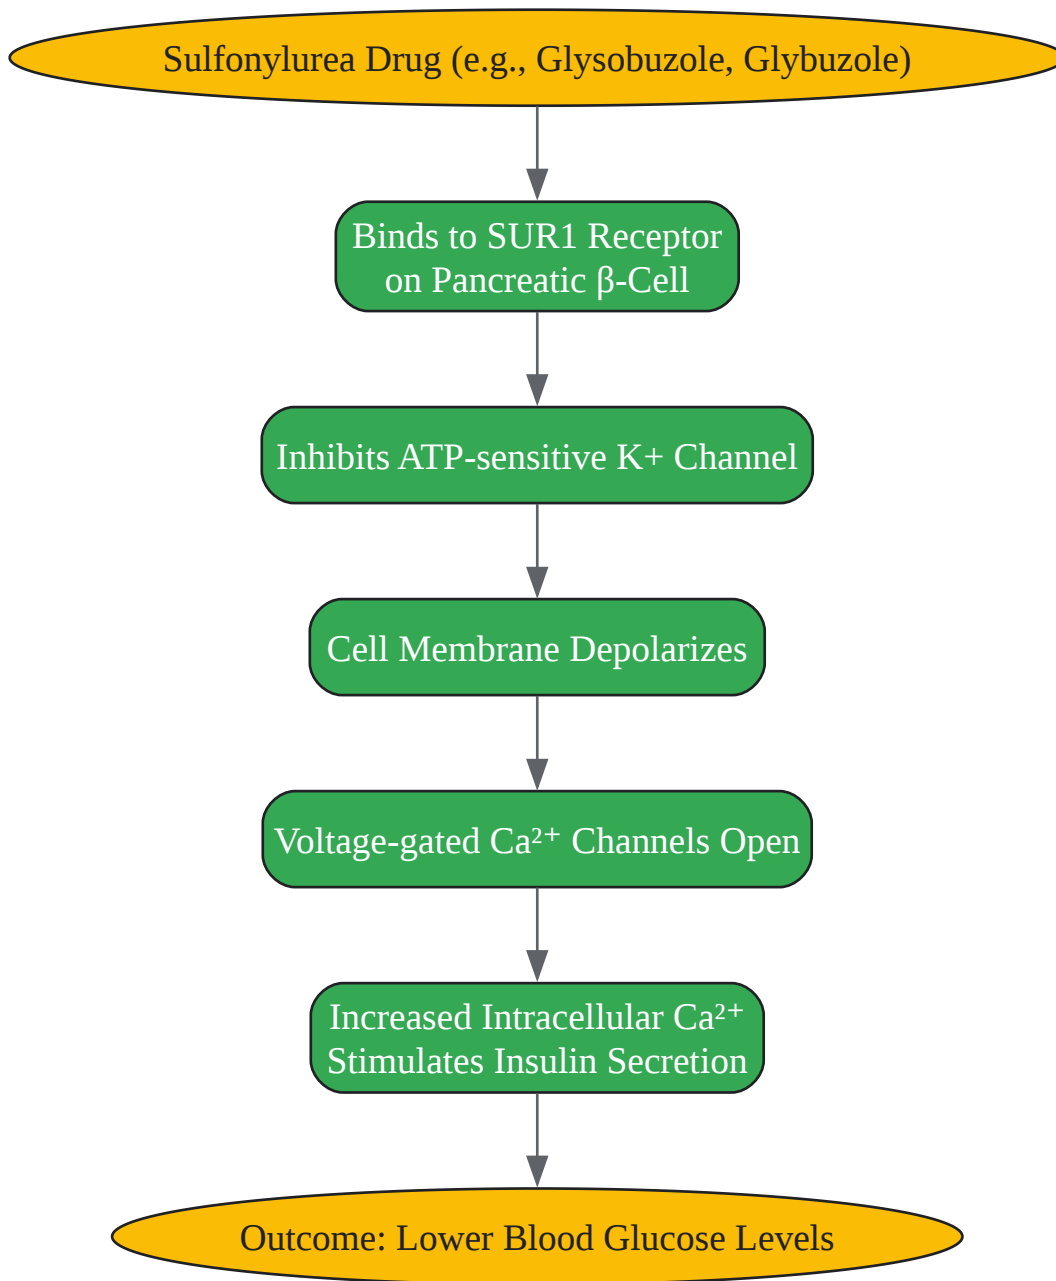 Sulfonylurea Drug (e.g., Glysobuzole, Glybuzole)
Binds to SUR1 Receptor
on Pancreatic β-Cell
Inhibits ATP-sensitive K+ Channel
Cell Membrane Depolarizes
Voltage-gated Ca²⁺ Channels Open
Increased Intracellular Ca²⁺
Stimulates Insulin Secretion
Outcome: Lower Blood Glucose Levels